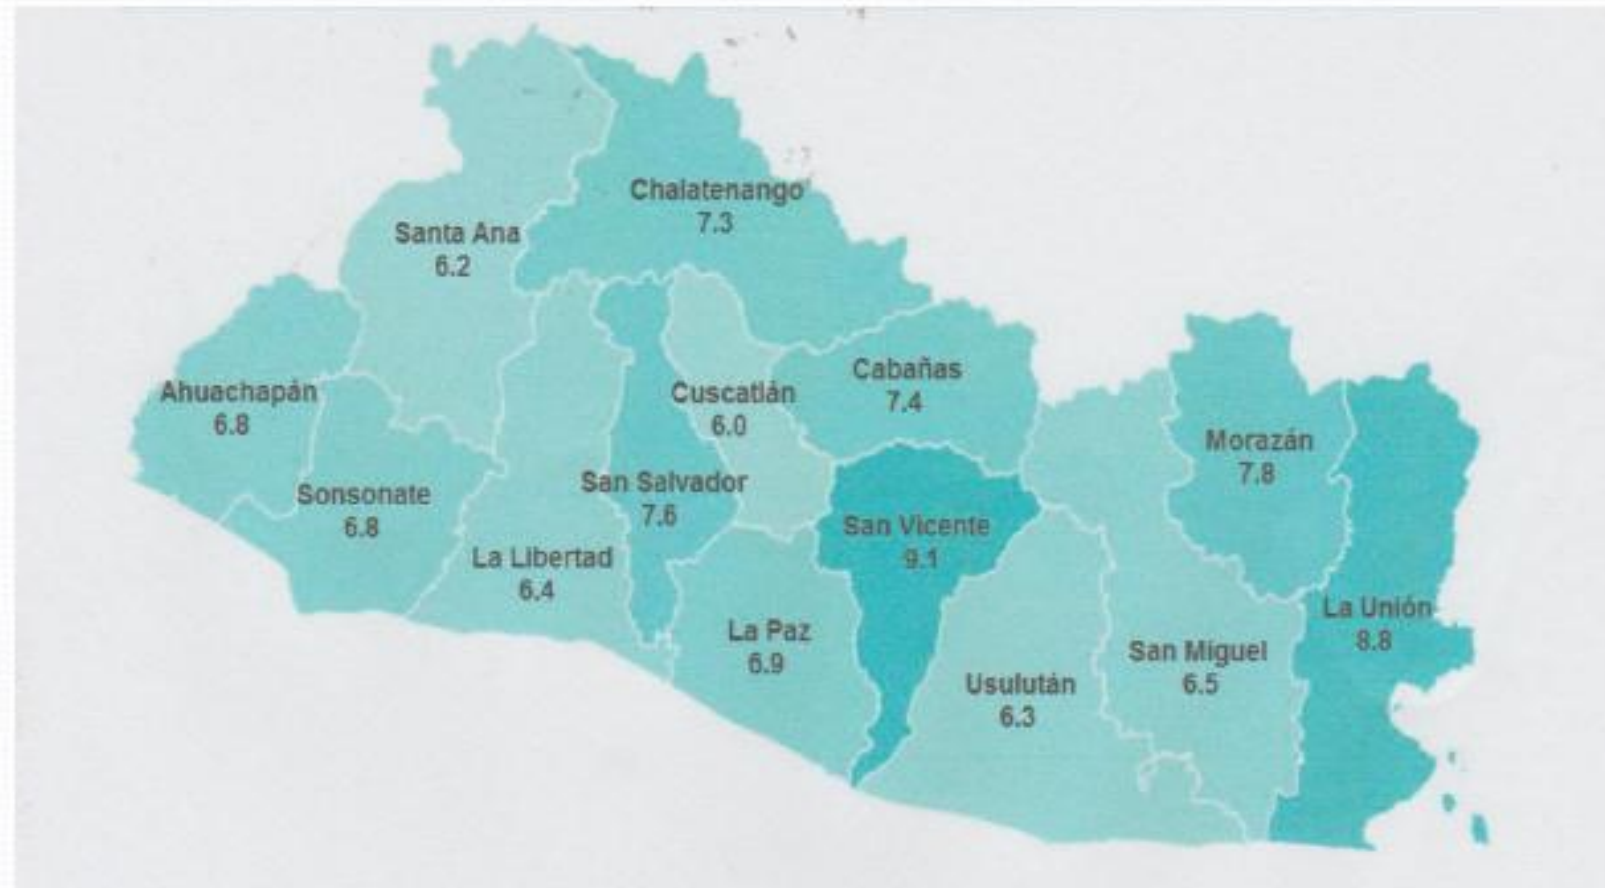 Chalatenango
7.3
Santa Ana
6.2
Cabañas
7.4
Ahuachapán
6.8
Cuscatlán
6.0
Morazán
7.8
San Salvador
7.6
Sonsonate
6.8
San Vicente
9.1
La Libertad
6.4
La Unión
8.8
La Paz
6.9
San Miguel
6.5
Usulután
6.3